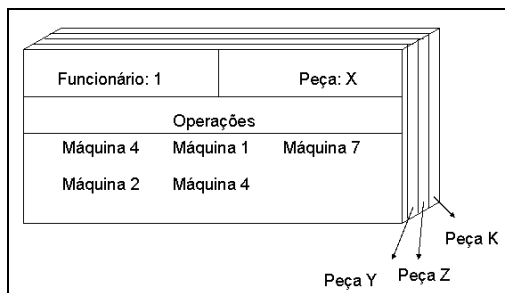 Funcionário: 1 Peça: X
Operações
Máquina 4 Máquina 1 Máquina 7
Máquina 2 Máquina 4
Peça K
Peça Y Peça Z